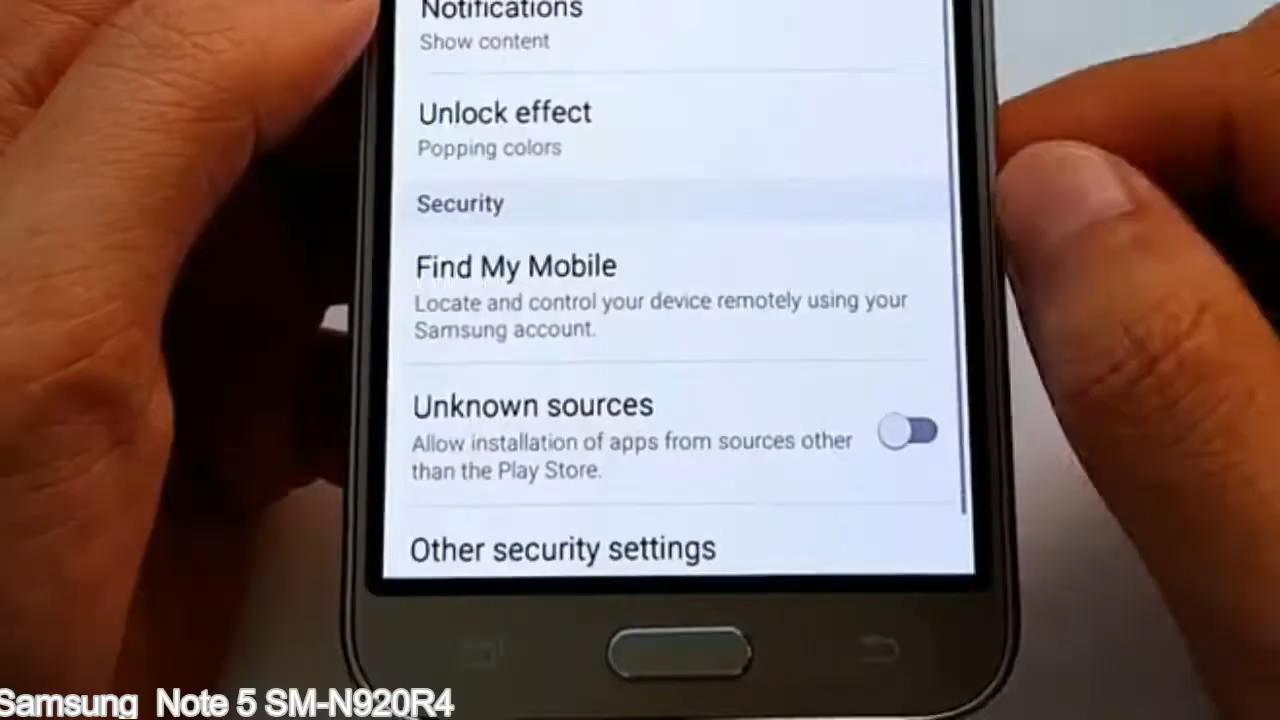 Notifications
Show content
Unlock effect
Popping colors
Security
Find My Mobile
Locate and control your device remotely using your
Samsung account.
Unknown sources
Allow installation of apps from sources other
than the Play Store.
Other security settings
Samsung Note 5 SM-N920R4